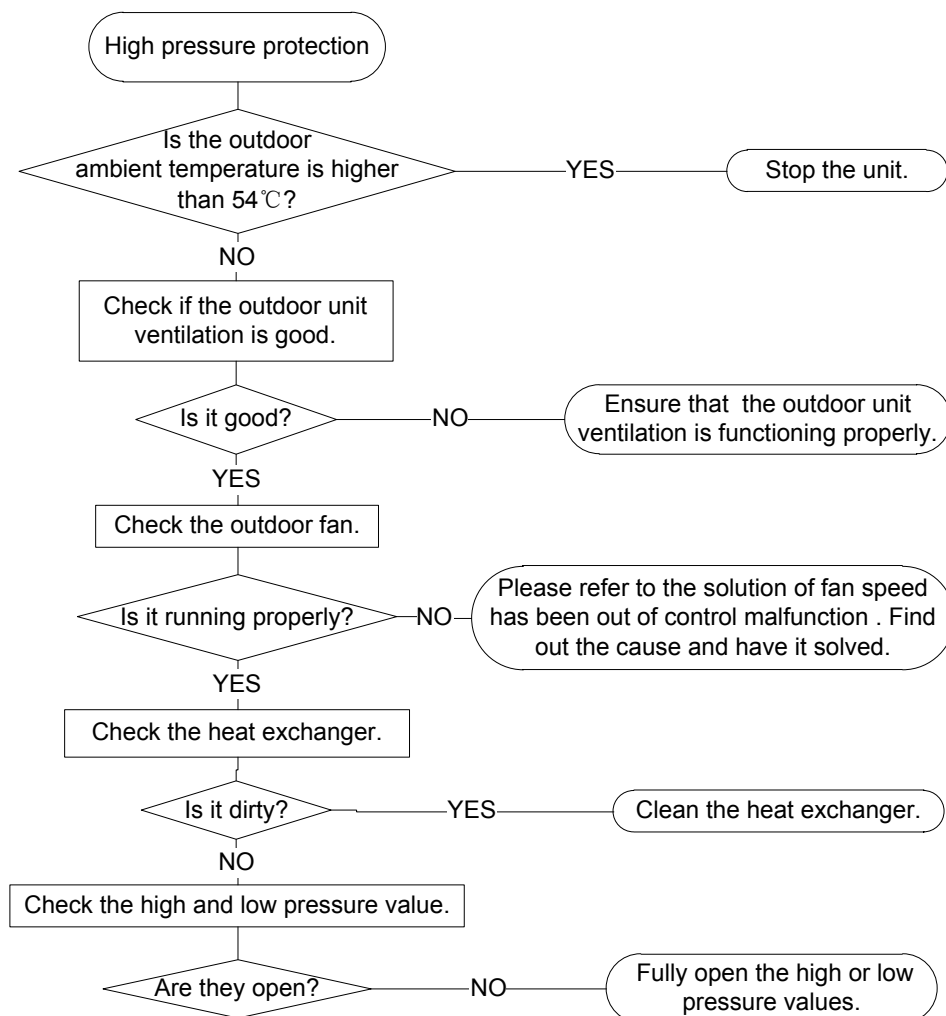 High pressure protection
Is the outdoor
ambient temperature is higher
than 54℃?
YES
Stop the unit.
NO
Check if the outdoor unit
ventilation is good.
Is it good?
NO
Ensure that the outdoor unit
ventilation is functioning properly.
YES
Check the outdoor fan.
Is it running properly?
NO
Please refer to the solution of fan speed
has been out of control malfunction . Find
out the cause and have it solved.
YES
Check the heat exchanger.
Is it dirty?
YES
Clean the heat exchanger.
NO
Check the high and low pressure value.
Are they open?
NO
Fully open the high or low
pressure values.